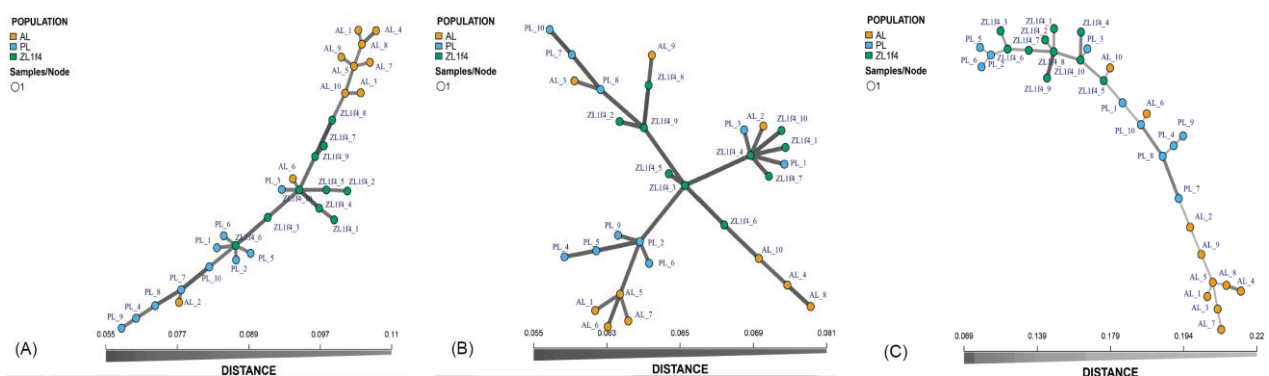 POPULATION
AL
PL
ZL1f4
Samples/Node
1
AL_1
AL_4
AL_8
AL_9
AL_7
AL_5
AL_10
AL_3
ZL1f4_8
ZL1f4_7
ZL1f4_9
AL_6
PL_3
ZL1f4_5
ZL1f4_2
ZL1f4_10
ZL1f4_4
ZL1f4_3
ZL1f4_1
PL_6
ZL1f4_6
PL_1
PL_5
PL_2
PL_10
PL_7
PL_8
AL_2
PL_4
PL_9
0.055 0.077 0.089 0.097 0.11
(A) DISTANCE
POPULATION
AL
PL
ZL1f4
Samples/Node
1
PL_10
PL_7
AL_9
AL_3
PL_8
ZL1f4_8
ZL1f4_2
ZL1f4_9
PL_3
AL_2
ZL1f4_10
ZL1f4_4
ZL1f4_1
PL_1
ZL1f4_5
ZL1f4_7
ZL1f4_3
ZL1f4_6
PL_9
PL_2
PL_5
PL_4
PL_6
AL_10
AL_5
AL_4
AL_1
AL_8
AL_7
AL_6
0.055 0.063 0.065 0.069 0.081
(B) DISTANCE
POPULATION
AL
PL
ZL1f4
Samples/Node
1
ZL1f4_3
ZL1f4_1
ZL1f4_4
ZL1f4_2
PL_5
ZL1f4_7
PL_3
PL_6
PL_2
ZL1f4_8
AL_10
ZL1f4_10
ZL1f4_5
ZL1f4_9
PL_1
AL_6
PL_10
PL_9
PL_4
PL_8
PL_7
AL_2
AL_9
AL_5
AL_8
AL_4
AL_1
AL_3
AL_7
0.069 0.139 0.179 0.194 0.22
(C) DISTANCE